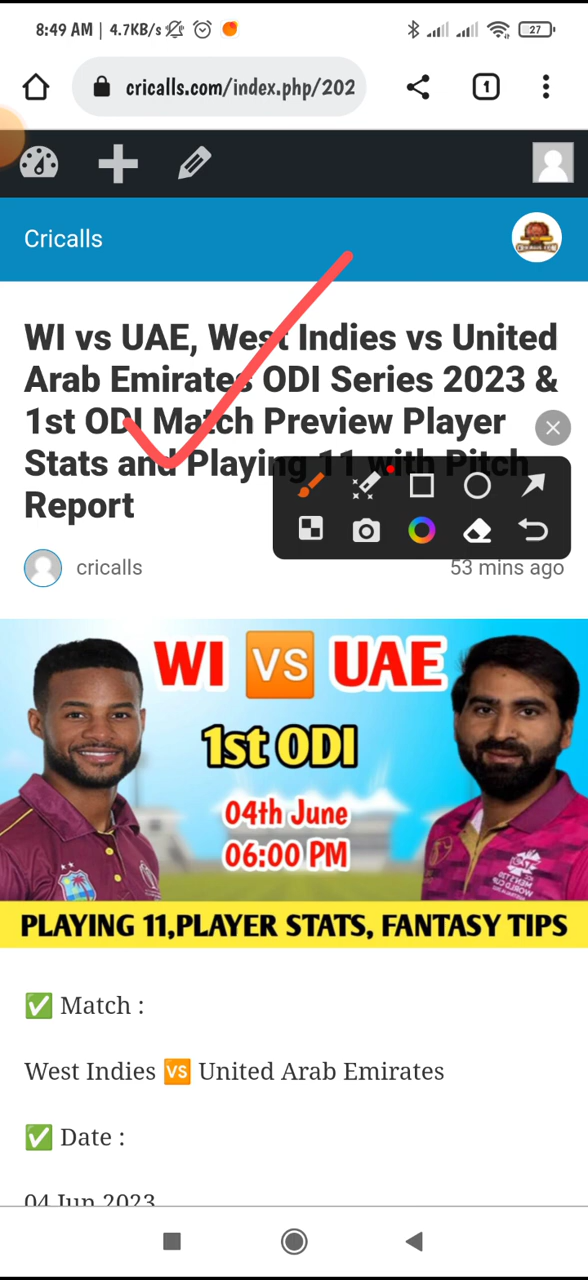 8:49 AM | 4.7KB/s
27
cricalls.com/index.php/202
1
Cricalls
WI vs UAE, West Indies vs United
Arab Emirates ODI Series 2023 &
1st ODI Match Preview Player
Stats and Playing 11 with Pitch
Report
cricalls
53 mins ago
WI VS UAE
1st ODI
04th June
06:00 PM
PLAYING 11,PLAYER STATS, FANTASY TIPS
✅ Match :
West Indies 🆚 United Arab Emirates
✅ Date :
04 Jun 2023